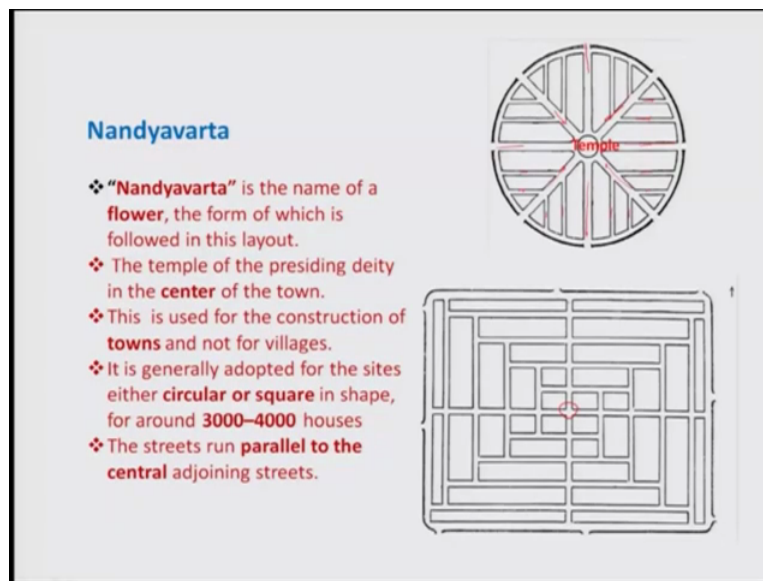 Nandyavarta
❖“Nandyavarta” is the name of a
flower, the form of which is
followed in this layout.
❖ The temple of the presiding deity
in the center of the town.
❖This is used for the construction of
towns and not for villages.
❖It is generally adopted for the sites
either circular or square in shape,
for around 3000–4000 houses
❖The streets run parallel to the
central adjoining streets.
Temple